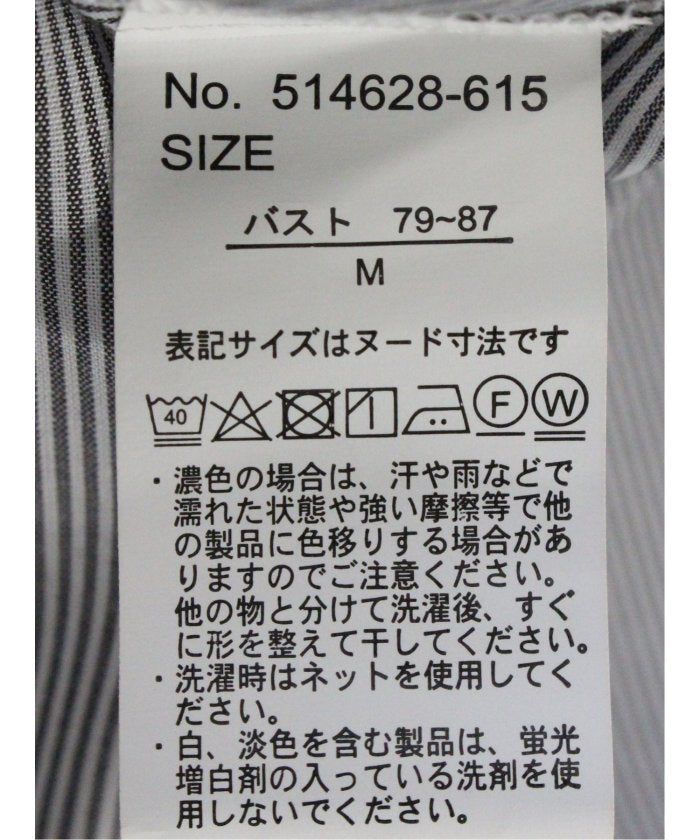 No. 514628-615
SIZE
バスト 79~87
M
表記サイズはヌード寸法です
40 F W
・濃色の場合は、汗や雨などで
濡れた状態や強い摩擦等で他
の製品に色移りする場合があ
りますのでご注意ください。
他の物と分けて洗濯後、すぐ
に形を整えて干してください。
・洗濯時はネットを使用してく
ださい。
・白、淡色を含む製品は、蛍光
増白剤の入っている洗剤を使
用しないでください。